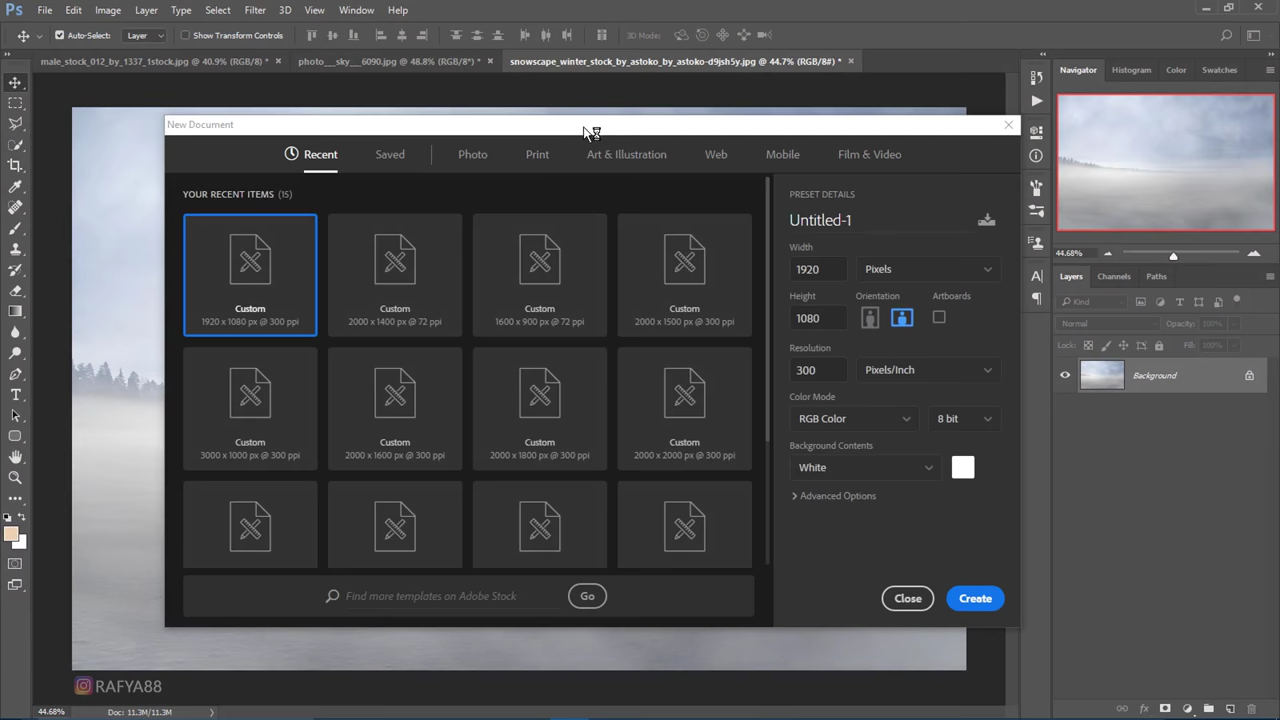 Ps File Edit Image Layer Type Select Filter 3D View Window Help
Auto-Select: Layer Show Transform Controls 3D Mode:
male_stock_012_by_1337_1stock.jpg @ 40.9% (RGB/8) * × photo___sky__6090.jpg @ 48.8% (RGB/8*) * × snowscape_winter_stock_by_astoko_by_astoko-d9jsh5y.jpg @ 44.7% (RGB/8#) * ×
Navigator Histogram Color Swatches
New Document
Recent Saved Photo Print Art & Illustration Web Mobile Film & Video
YOUR RECENT ITEMS (15)
Custom Custom Custom Custom
1920 x 1080 px @ 300 ppi 2000 x 1400 px @ 72 ppi 1600 x 900 px @ 72 ppi 2000 x 1500 px @ 300 ppi
Custom Custom Custom Custom
3000 x 1000 px @ 300 ppi 2000 x 1600 px @ 300 ppi 2000 x 1800 px @ 300 ppi 2000 x 2000 px @ 300 ppi
Find more templates on Adobe Stock Go
PRESET DETAILS
Untitled-1
Width
1920 Pixels
Height Orientation Artboards
1080
Resolution
300 Pixels/Inch
Color Mode
RGB Color 8 bit
Background Contents
White
Advanced Options
Close Create
44.68%
Layers Channels Paths
Kind
Normal Opacity: 100%
Lock: Fill: 100%
Background
RAFYA88
44.68% Doc: 11.3M/11.3M